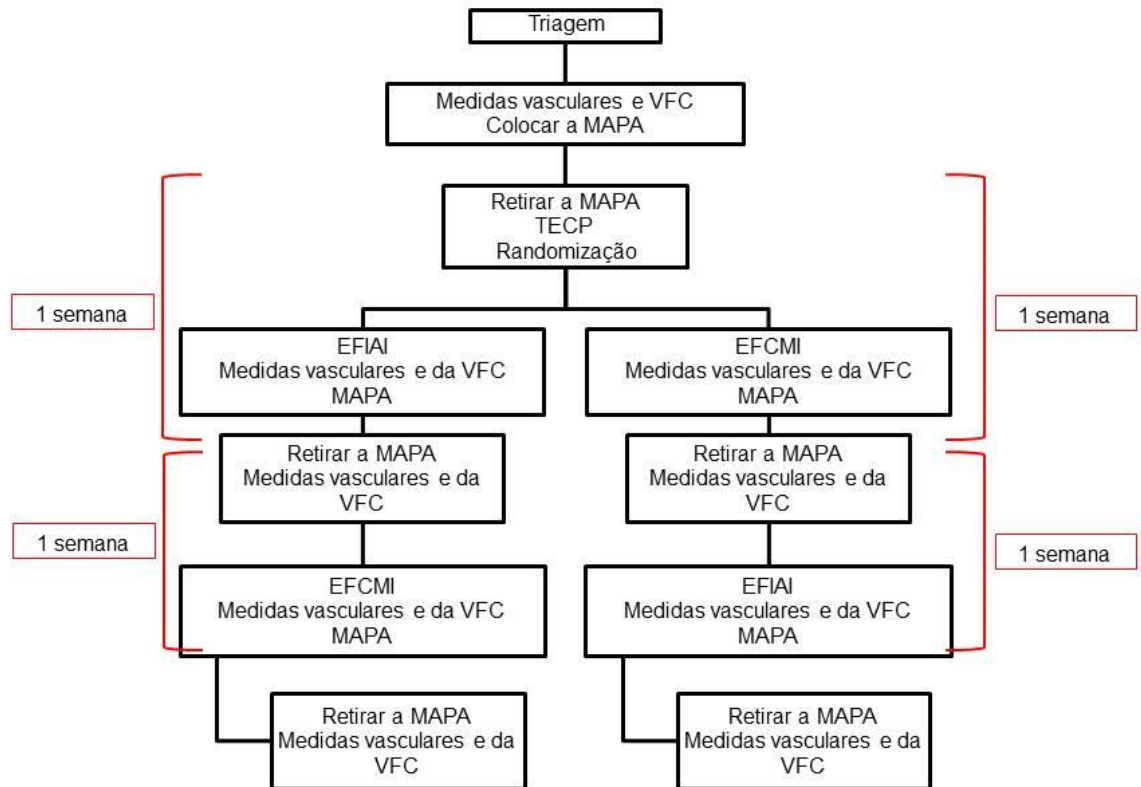 Triagem
Medidas vasculares e VFC
Colocar a MAPA
Retirar a MAPA
TECP
Randomização
1 semana
1 semana
EFIAI
Medidas vasculares e da VFC
MAPA
EFCMI
Medidas vasculares e da VFC
MAPA
Retirar a MAPA
Medidas vasculares e da
VFC
Retirar a MAPA
Medidas vasculares e da
VFC
1 semana
1 semana
EFCMI
Medidas vasculares e da VFC
MAPA
EFIAI
Medidas vasculares e da VFC
MAPA
Retirar a MAPA
Medidas vasculares e da
VFC
Retirar a MAPA
Medidas vasculares e da
VFC